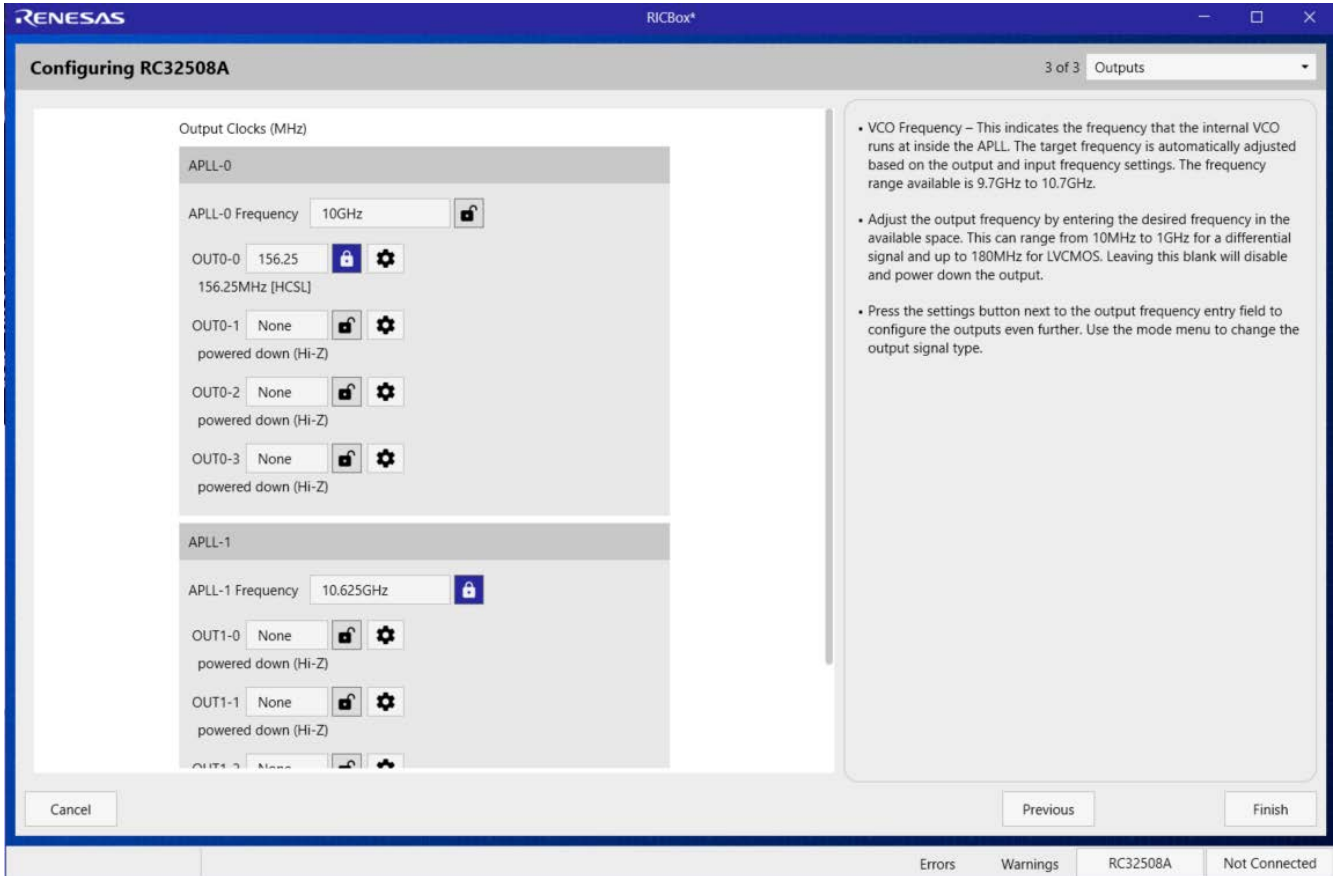 RENESAS
RICBox*
Configuring RC32508A
3 of 3 Outputs
Output Clocks (MHz)
APLL-0
APLL-0 Frequency 10GHz
OUT0-0 156.25
156.25MHz [HCSL]
OUT0-1 None
powered down (Hi-Z)
OUT0-2 None
powered down (Hi-Z)
OUT0-3 None
powered down (Hi-Z)
APLL-1
APLL-1 Frequency 10.625GHz
OUT1-0 None
powered down (Hi-Z)
OUT1-1 None
powered down (Hi-Z)
OUT1-2 None
• VCO Frequency – This indicates the frequency that the internal VCO
runs at inside the APLL. The target frequency is automatically adjusted
based on the output and input frequency settings. The frequency
range available is 9.7GHz to 10.7GHz.
• Adjust the output frequency by entering the desired frequency in the
available space. This can range from 10MHz to 1GHz for a differential
signal and up to 180MHz for LVCMOS. Leaving this blank will disable
and power down the output.
• Press the settings button next to the output frequency entry field to
configure the outputs even further. Use the mode menu to change the
output signal type.
Cancel
Previous
Finish
Errors
Warnings
RC32508A
Not Connected